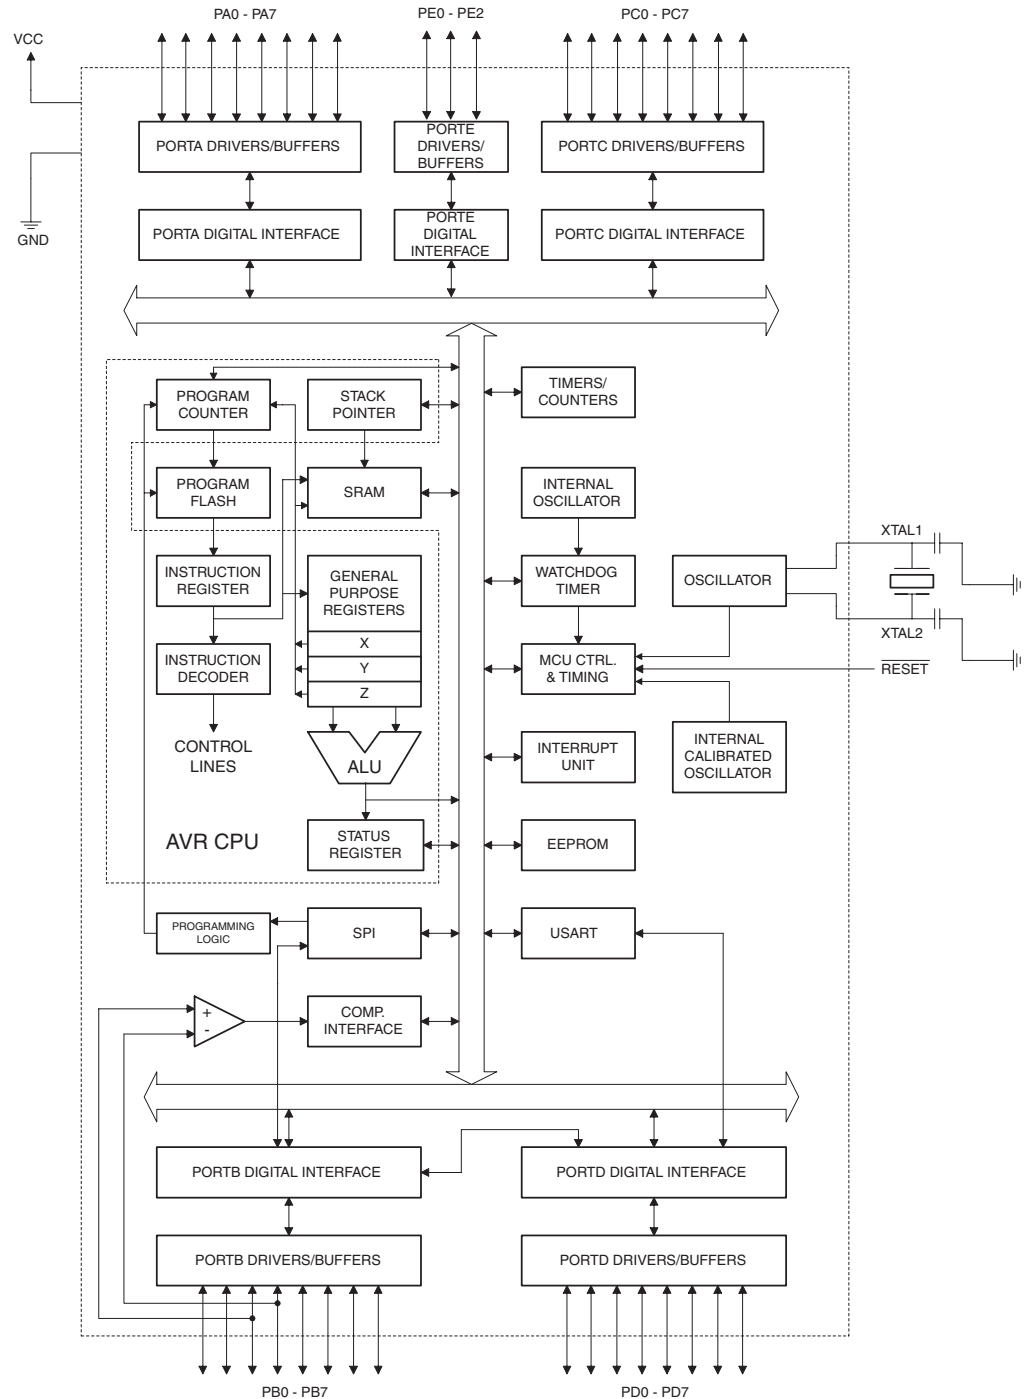 PA0 - PA7
PE0 - PE2
PC0 - PC7
VCC
PORTA DRIVERS/BUFFERS
PORTE
DRIVERS/
BUFFERS
PORTC DRIVERS/BUFFERS
GND
PORTA DIGITAL INTERFACE
PORTE
DIGITAL
INTERFACE
PORTC DIGITAL INTERFACE
PROGRAM
COUNTER
STACK
POINTER
TIMERS/
COUNTERS
PROGRAM
FLASH
SRAM
INTERNAL
OSCILLATOR
XTAL1
INSTRUCTION
REGISTER
GENERAL
PURPOSE
REGISTERS
WATCHDOG
TIMER
OSCILLATOR
XTAL2
X
INSTRUCTION
DECODER
Y
Z
MCU CTRL.
& TIMING
RESET
CONTROL
LINES
ALU
INTERRUPT
UNIT
INTERNAL
CALIBRATED
OSCILLATOR
AVR CPU
STATUS
REGISTER
EEPROM
PROGRAMMING
LOGIC
SPI
USART
+
-
COMP.
INTERFACE
PORTB DIGITAL INTERFACE
PORTD DIGITAL INTERFACE
PORTB DRIVERS/BUFFERS
PORTD DRIVERS/BUFFERS
PB0 - PB7
PD0 - PD7